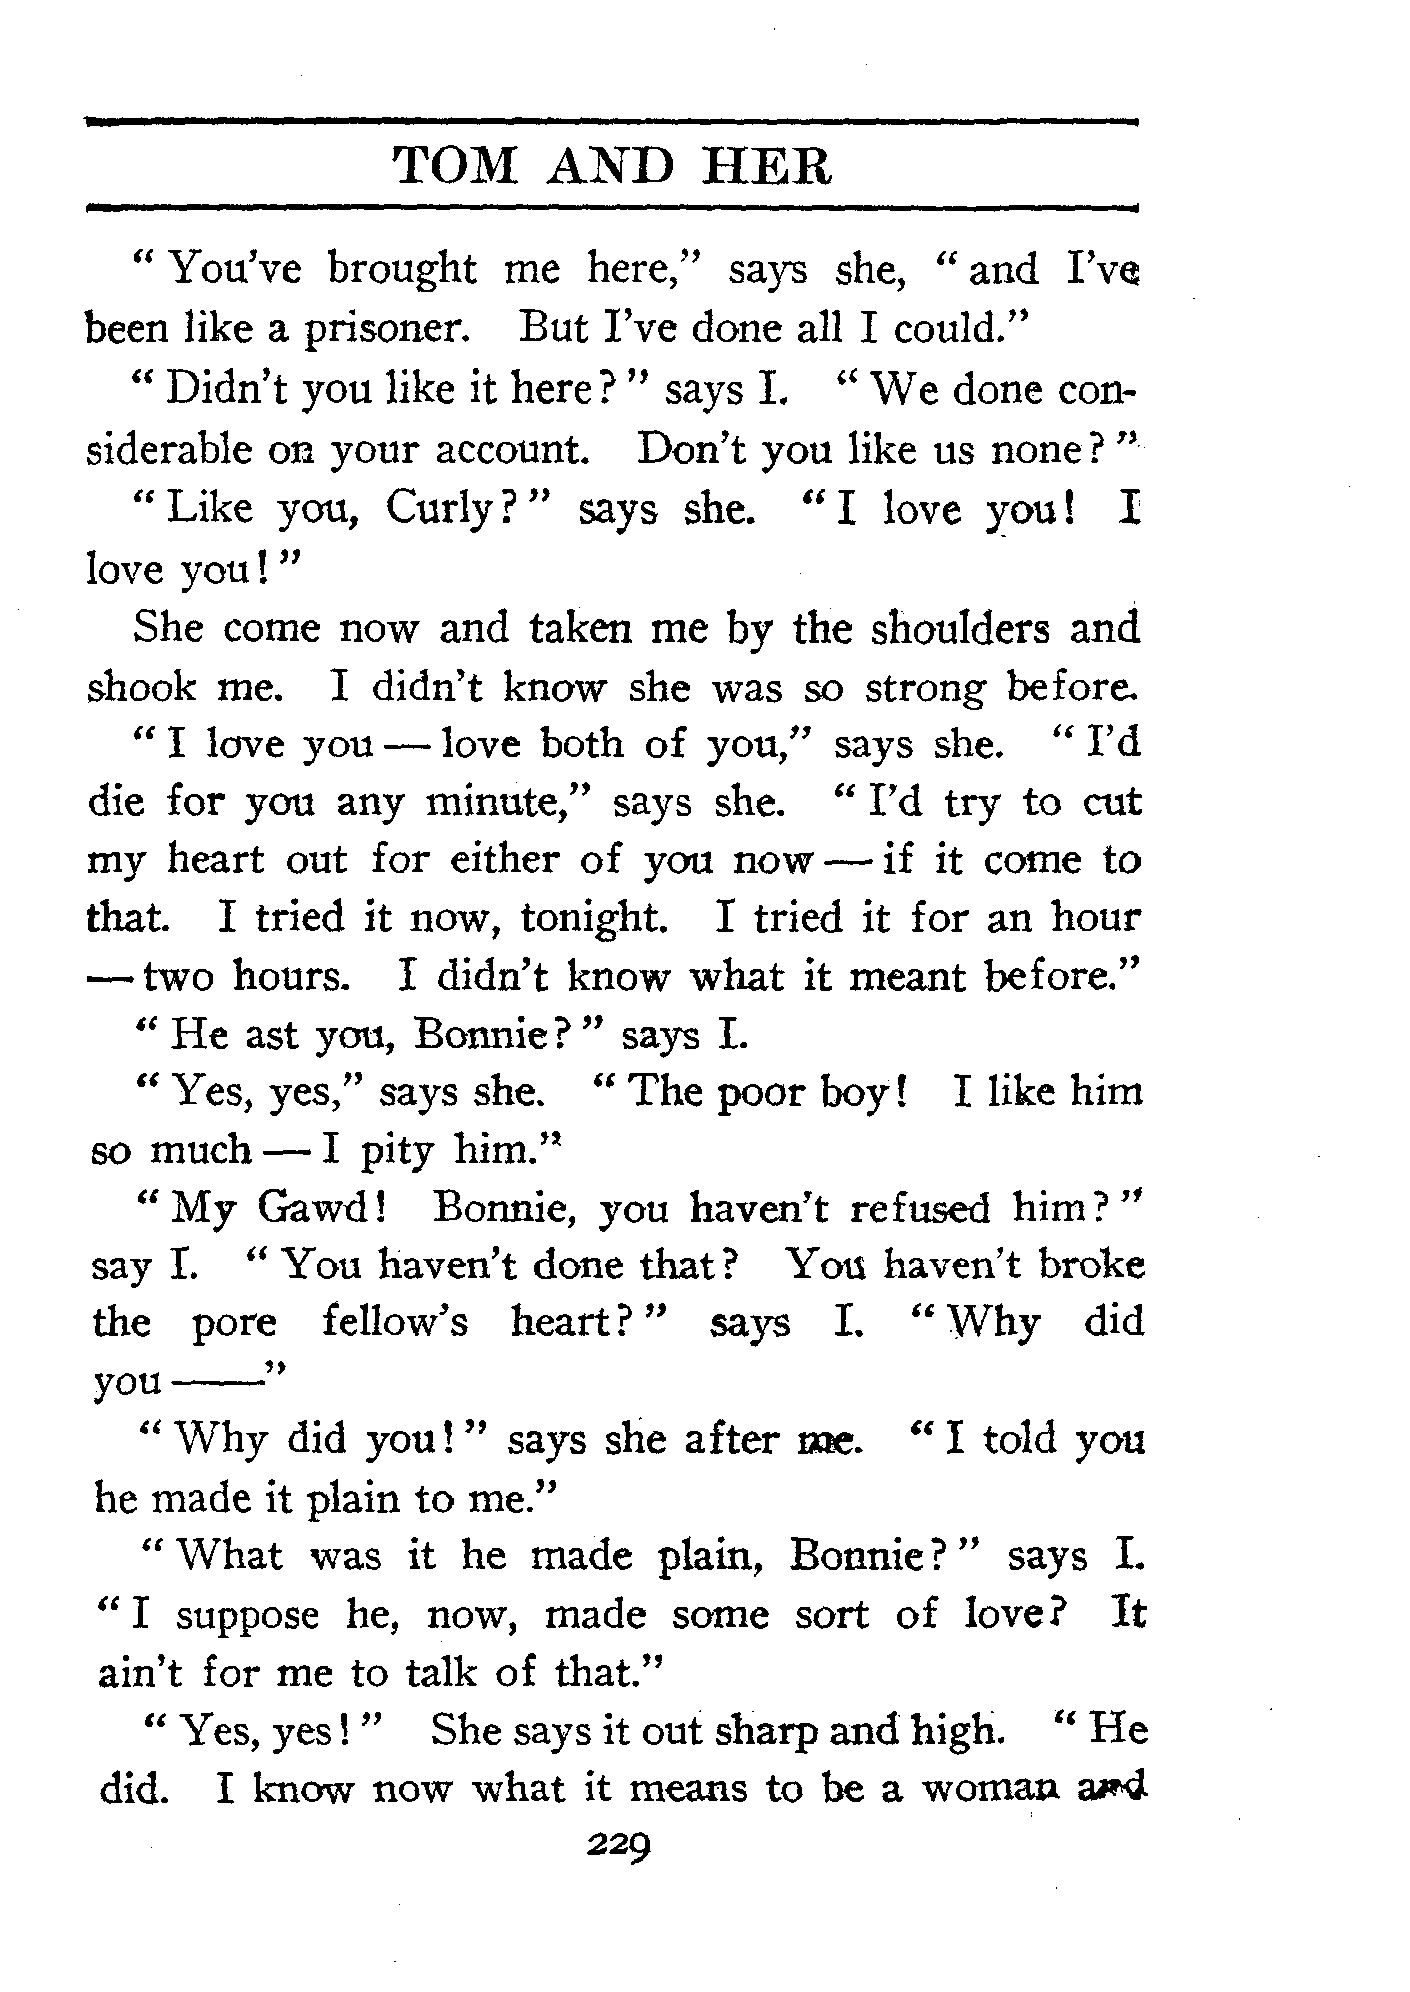 TOM AND HER
" You've brought me here," says she, " and I've
been like a prisoner. But I've done all I could."
" Didn't you like it here? " says I. " We done con-
siderable on your account. Don't you like us none? "
" Like you, Curly? " says she. " I love you! I
love you! "
She come now and taken me by the shoulders and
shook me. I didn't know she was so strong before.
" I love you — love both of you," says she. " I'd
die for you any minute," says she. " I'd try to cut
my heart out for either of you now — if it come to
that. I tried it now, tonight. I tried it for an hour
— two hours. I didn't know what it meant before."
" He ast you, Bonnie? " says I.
" Yes, yes," says she. " The poor boy! I like him
so much — I pity him."
" My Gawd! Bonnie, you haven't refused him? "
say I. " You haven't done that? You haven't broke
the pore fellow's heart? " says I. " Why did
you ——"
" Why did you! " says she after me. " I told you
he made it plain to me."
" What was it he made plain, Bonnie? " says I.
" I suppose he, now, made some sort of love? It
ain't for me to talk of that."
" Yes, yes! " She says it out sharp and high. " He
did. I know now what it means to be a woman and
229